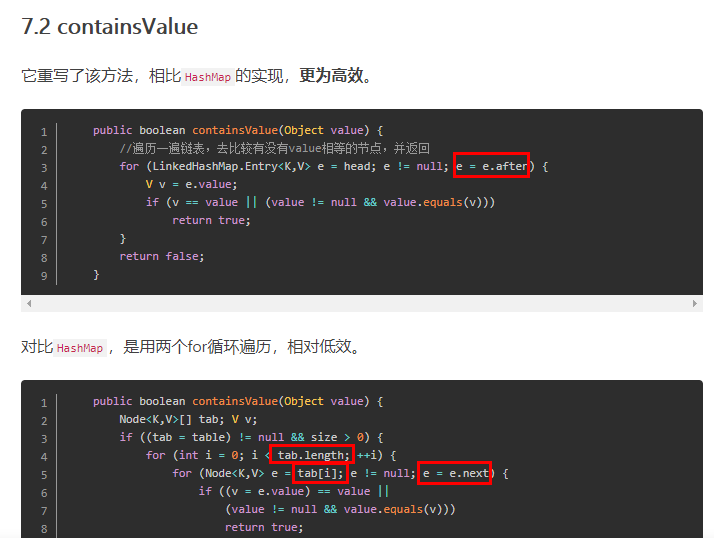 7.2 containsValue
它重写了该方法，相比 HashMap 的实现，更为高效。
1 public boolean containsValue(Object value) {
2 //遍历一遍链表，去比较有没有value相等的节点，并返回
3 for (LinkedHashMap.Entry<K,V> e = head; e != null; e = e.after) {
4 V v = e.value;
5 if (v == value || (value != null && value.equals(v)))
6 return true;
7 }
8 return false;
9 }
对比 HashMap ，是用两个for循环遍历，相对低效。
1 public boolean containsValue(Object value) {
2 Node<K,V>[] tab; V v;
3 if ((tab = table) != null && size > 0) {
4 for (int i = 0; i < tab.length; ++i) {
5 for (Node<K,V> e = tab[i]; e != null; e = e.next) {
6 if ((v = e.value) == value ||
7 (value != null && value.equals(v)))
8 return true;